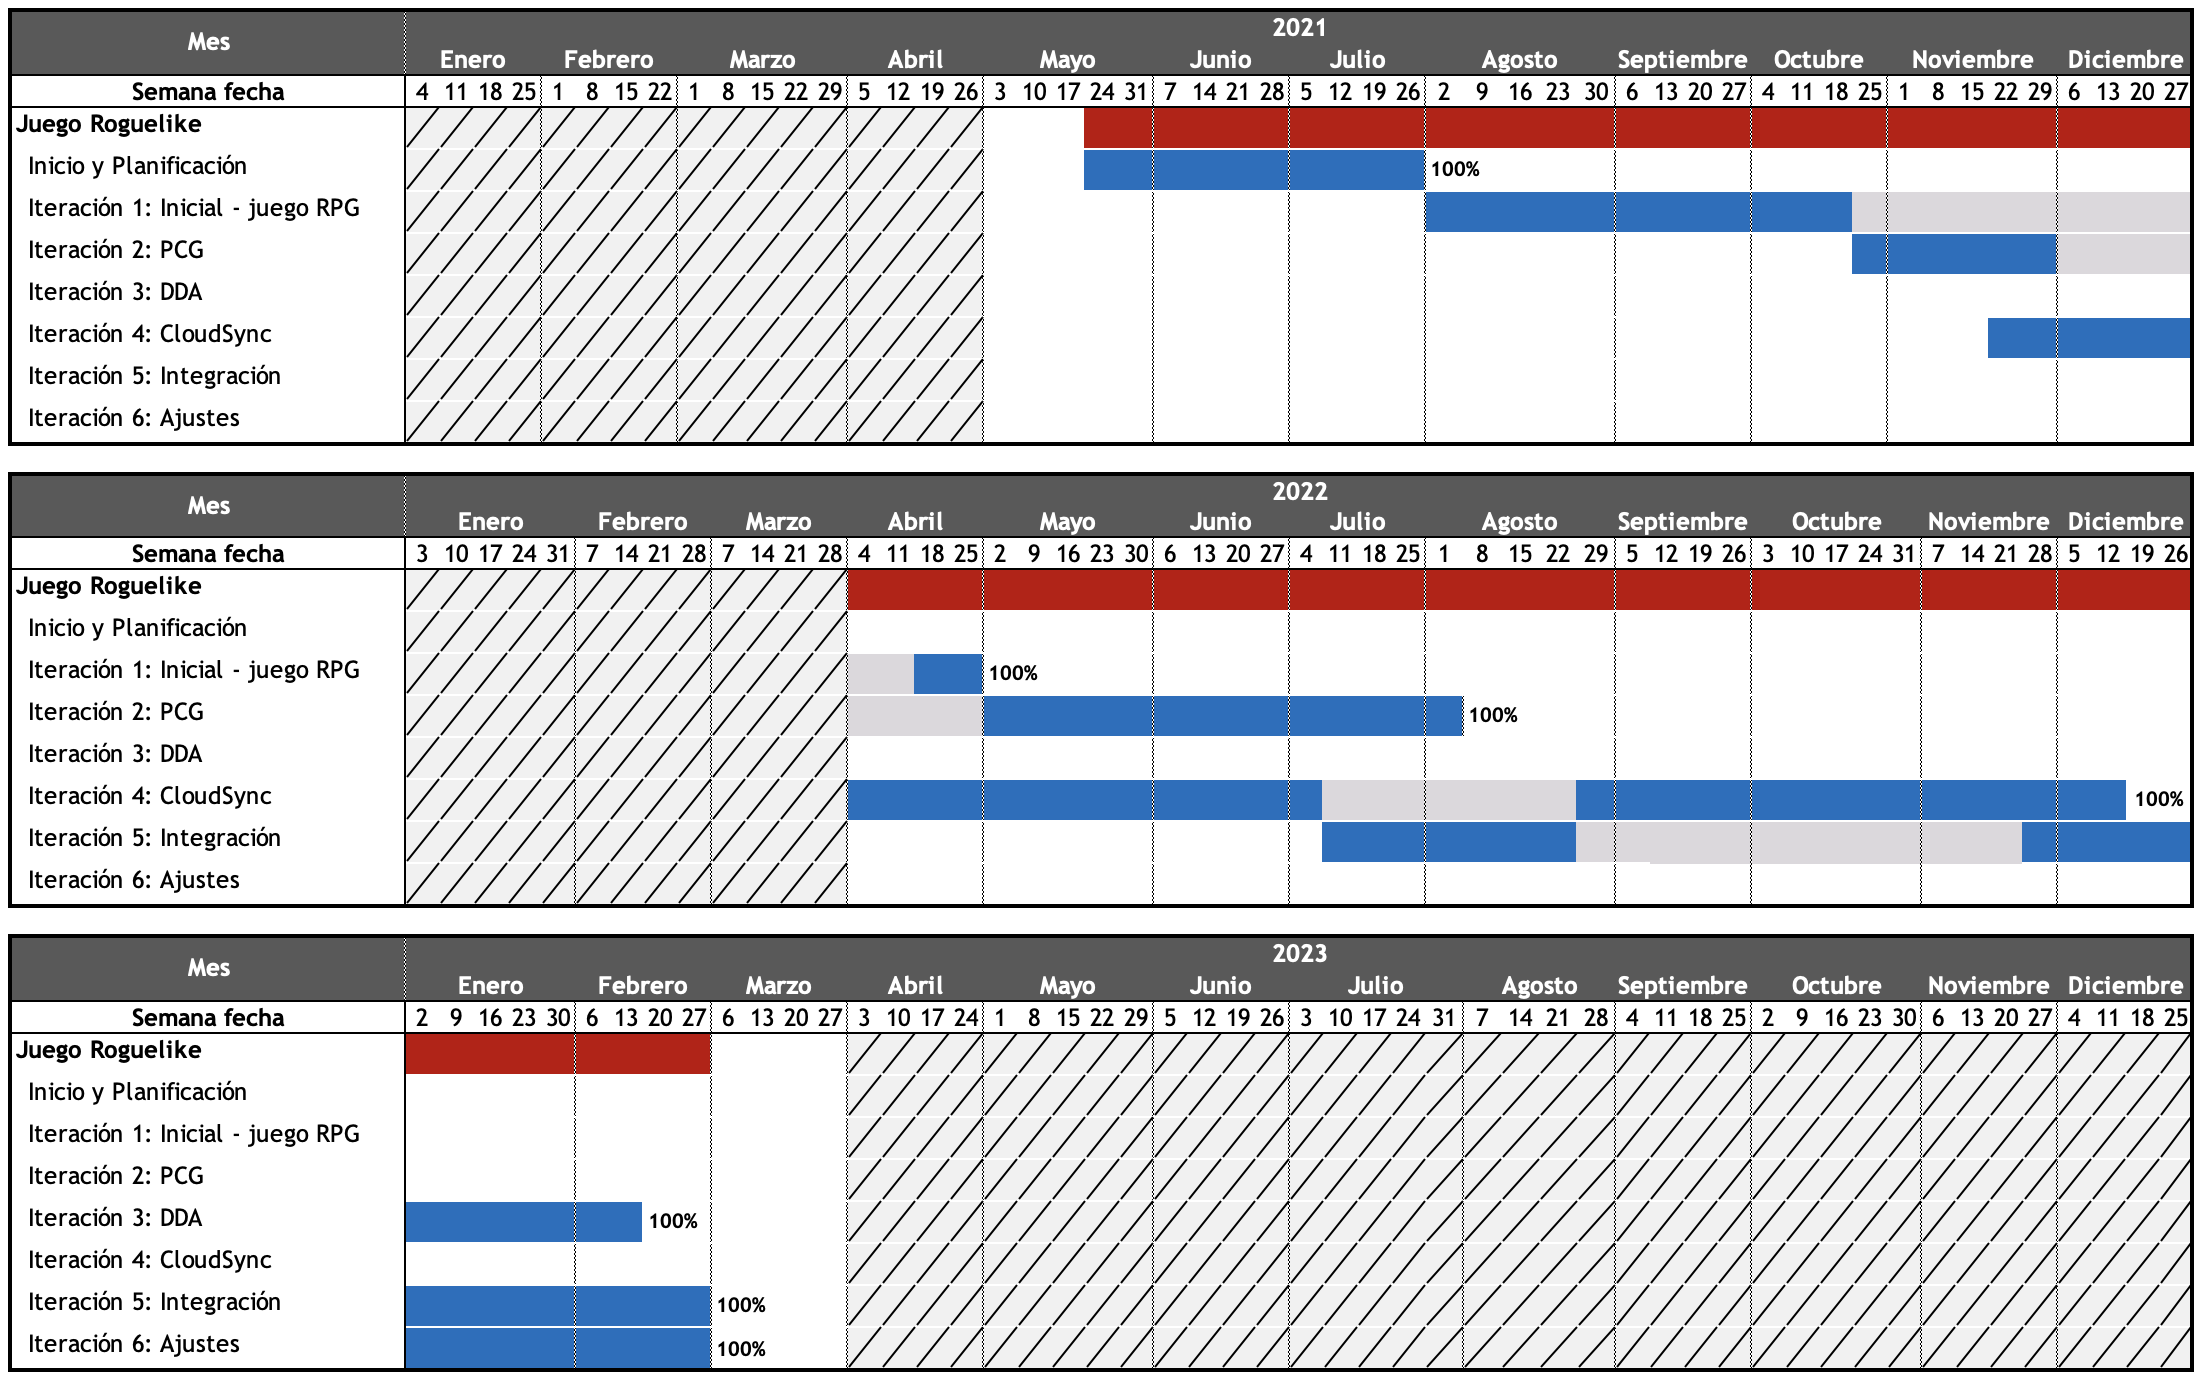 Mes
2021
Enero Febrero Marzo Abril Mayo Junio Julio Agosto Septiembre Octubre Noviembre Diciembre
Semana fecha 4 11 18 25 1 8 15 22 1 8 15 22 29 5 12 19 26 3 10 17 24 31 7 14 21 28 5 12 19 26 2 9 16 23 30 6 13 20 27 4 11 18 25 1 8 15 22 29 6 13 20 27
Juego Roguelike
Inicio y Planificación 100%
Iteración 1: Inicial - juego RPG
Iteración 2: PCG
Iteración 3: DDA
Iteración 4: CloudSync
Iteración 5: Integración
Iteración 6: Ajustes
Mes
2022
Enero Febrero Marzo Abril Mayo Junio Julio Agosto Septiembre Octubre Noviembre Diciembre
Semana fecha 3 10 17 24 31 7 14 21 28 7 14 21 28 4 11 18 25 2 9 16 23 30 6 13 20 27 4 11 18 25 1 8 15 22 29 5 12 19 26 3 10 17 24 31 7 14 21 28 5 12 19 26
Juego Roguelike
Inicio y Planificación
Iteración 1: Inicial - juego RPG 100%
Iteración 2: PCG 100%
Iteración 3: DDA
Iteración 4: CloudSync 100%
Iteración 5: Integración
Iteración 6: Ajustes
Mes
2023
Enero Febrero Marzo Abril Mayo Junio Julio Agosto Septiembre Octubre Noviembre Diciembre
Semana fecha 2 9 16 23 30 6 13 20 27 6 13 20 27 3 10 17 24 1 8 15 22 29 5 12 19 26 3 10 17 24 31 7 14 21 28 4 11 18 25 2 9 16 23 30 6 13 20 27 4 11 18 25
Juego Roguelike
Inicio y Planificación
Iteración 1: Inicial - juego RPG
Iteración 2: PCG
Iteración 3: DDA 100%
Iteración 4: CloudSync
Iteración 5: Integración 100%
Iteración 6: Ajustes 100%